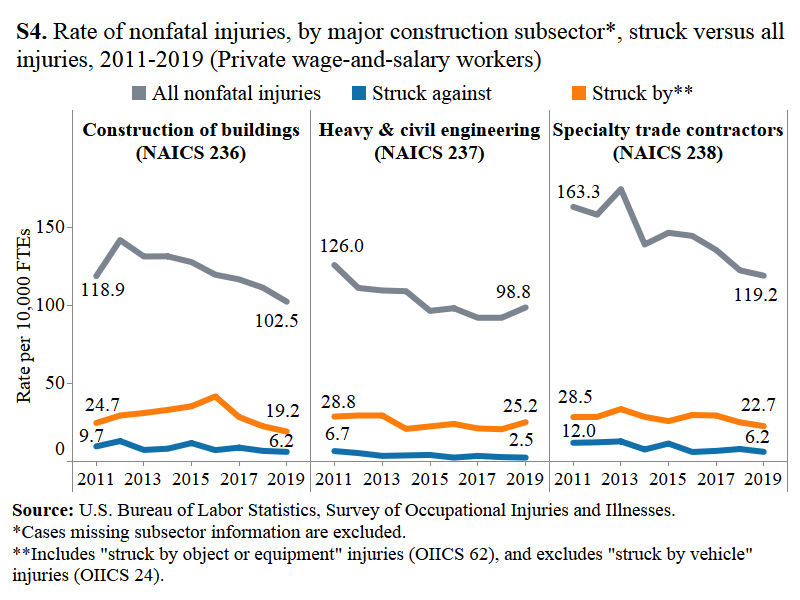 S4. Rate of nonfatal injuries, by major construction subsector*, struck versus all
injuries, 2011-2019 (Private wage-and-salary workers)
All nonfatal injuries Struck against Struck by**
Construction of buildings
(NAICS 236)
Heavy & civil engineering
(NAICS 237)
Specialty trade contractors
(NAICS 238)
Rate per 10,000 FTEs
150
100
50
0
118.9
102.5
24.7
19.2
9.7
6.2
126.0
98.8
28.8
25.2
6.7
2.5
163.3
119.2
28.5
22.7
12.0
6.2
2011 2013 2015 2017 2019
2011 2013 2015 2017 2019
2011 2013 2015 2017 2019
Source: U.S. Bureau of Labor Statistics, Survey of Occupational Injuries and Illnesses.
*Cases missing subsector information are excluded.
**Includes "struck by object or equipment" injuries (OIICS 62), and excludes "struck by vehicle"
injuries (OIICS 24).